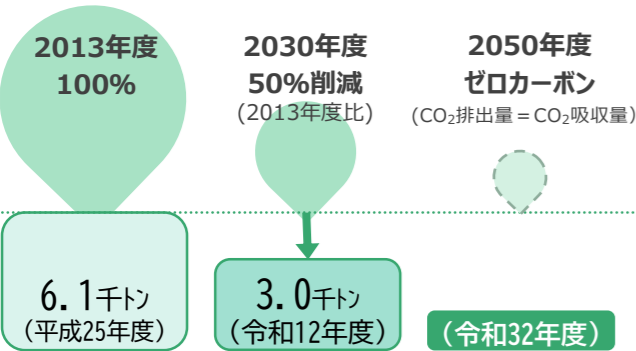 2013年度
100%
2030年度
50%削減
(2013年度比)
2050年度
ゼロカーボン
(CO₂排出量＝CO₂吸収量)
6.1千トン
(平成25年度)
3.0千トン
(令和12年度)
(令和32年度)